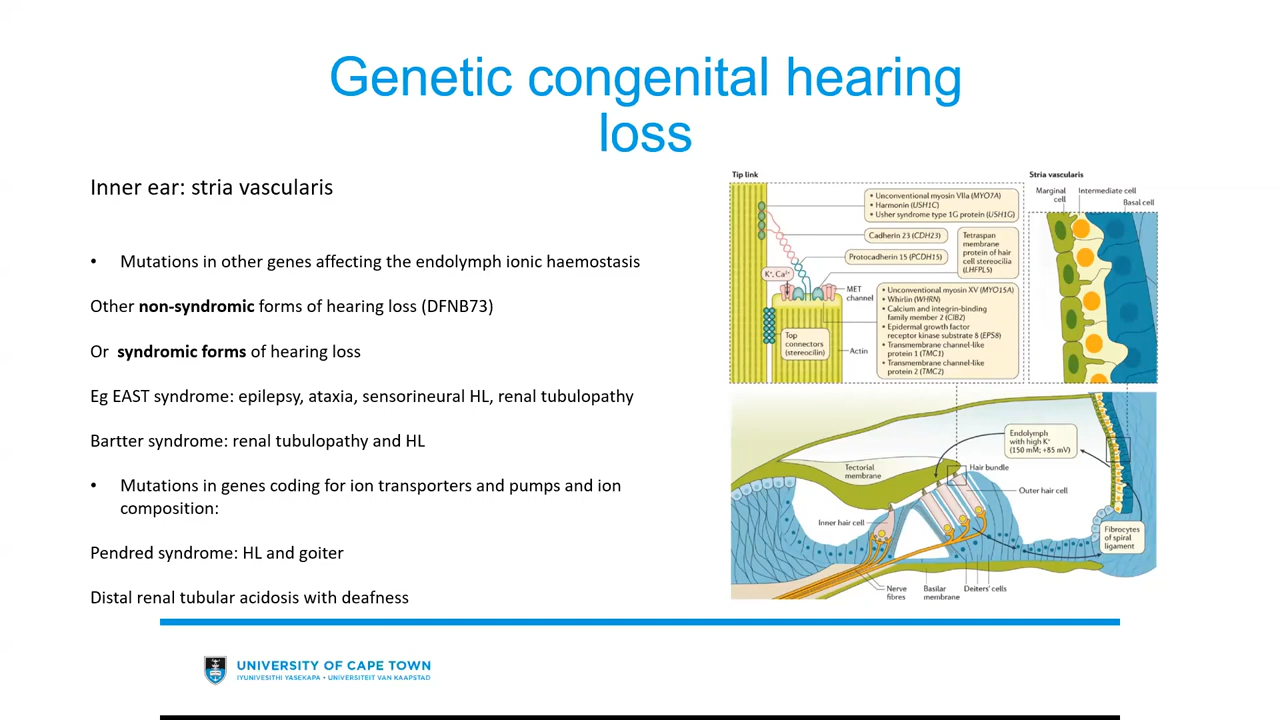 Genetic congenital hearing
loss
Inner ear: stria vascularis
• Mutations in other genes affecting the endolymph ionic haemostasis
Other non-syndromic forms of hearing loss (DFNB73)
Or syndromic forms of hearing loss
Eg EAST syndrome: epilepsy, ataxia, sensorineural HL, renal tubulopathy
Bartter syndrome: renal tubulopathy and HL
• Mutations in genes coding for ion transporters and pumps and ion
composition:
Pendred syndrome: HL and goiter
Distal renal tubular acidosis with deafness
Tip link
• Unconventional myosin VIIa (MYO7A)
• Harmonin (USH1C)
• Usher syndrome type 1G protein (USH1G)
Cadherin 23 (CDH23)
Protocadherin 15 (PCDH15)
Tetraspan
membrane
protein of hair
cell stereocilia
(LHFPL5)
K⁺, Ca²⁺
MET
channel
• Unconventional myosin XV (MYO15A)
• Whirlin (WHRN)
• Calcium and integrin-binding
family member 2 (CIB2)
• Epidermal growth factor
receptor kinase substrate 8 (EPS8)
• Transmembrane channel-like
protein 1 (TMC1)
• Transmembrane channel-like
protein 2 (TMC2)
Top
connectors
(stereocilin)
Actin
Stria vascularis
Marginal
cell
Intermediate cell
Basal cell
Endolymph
with high K⁺
(150 mM; +85 mV)
Tectorial
membrane
Hair bundle
Outer hair cell
Inner hair cell
Fibrocytes
of spiral
ligament
Nerve
fibres
Basilar
membrane
Deiters' cells
UNIVERSITY OF CAPE TOWN
IYUNIVESITHI YASEKAPA • UNIVERSITEIT VAN KAAPSTAD